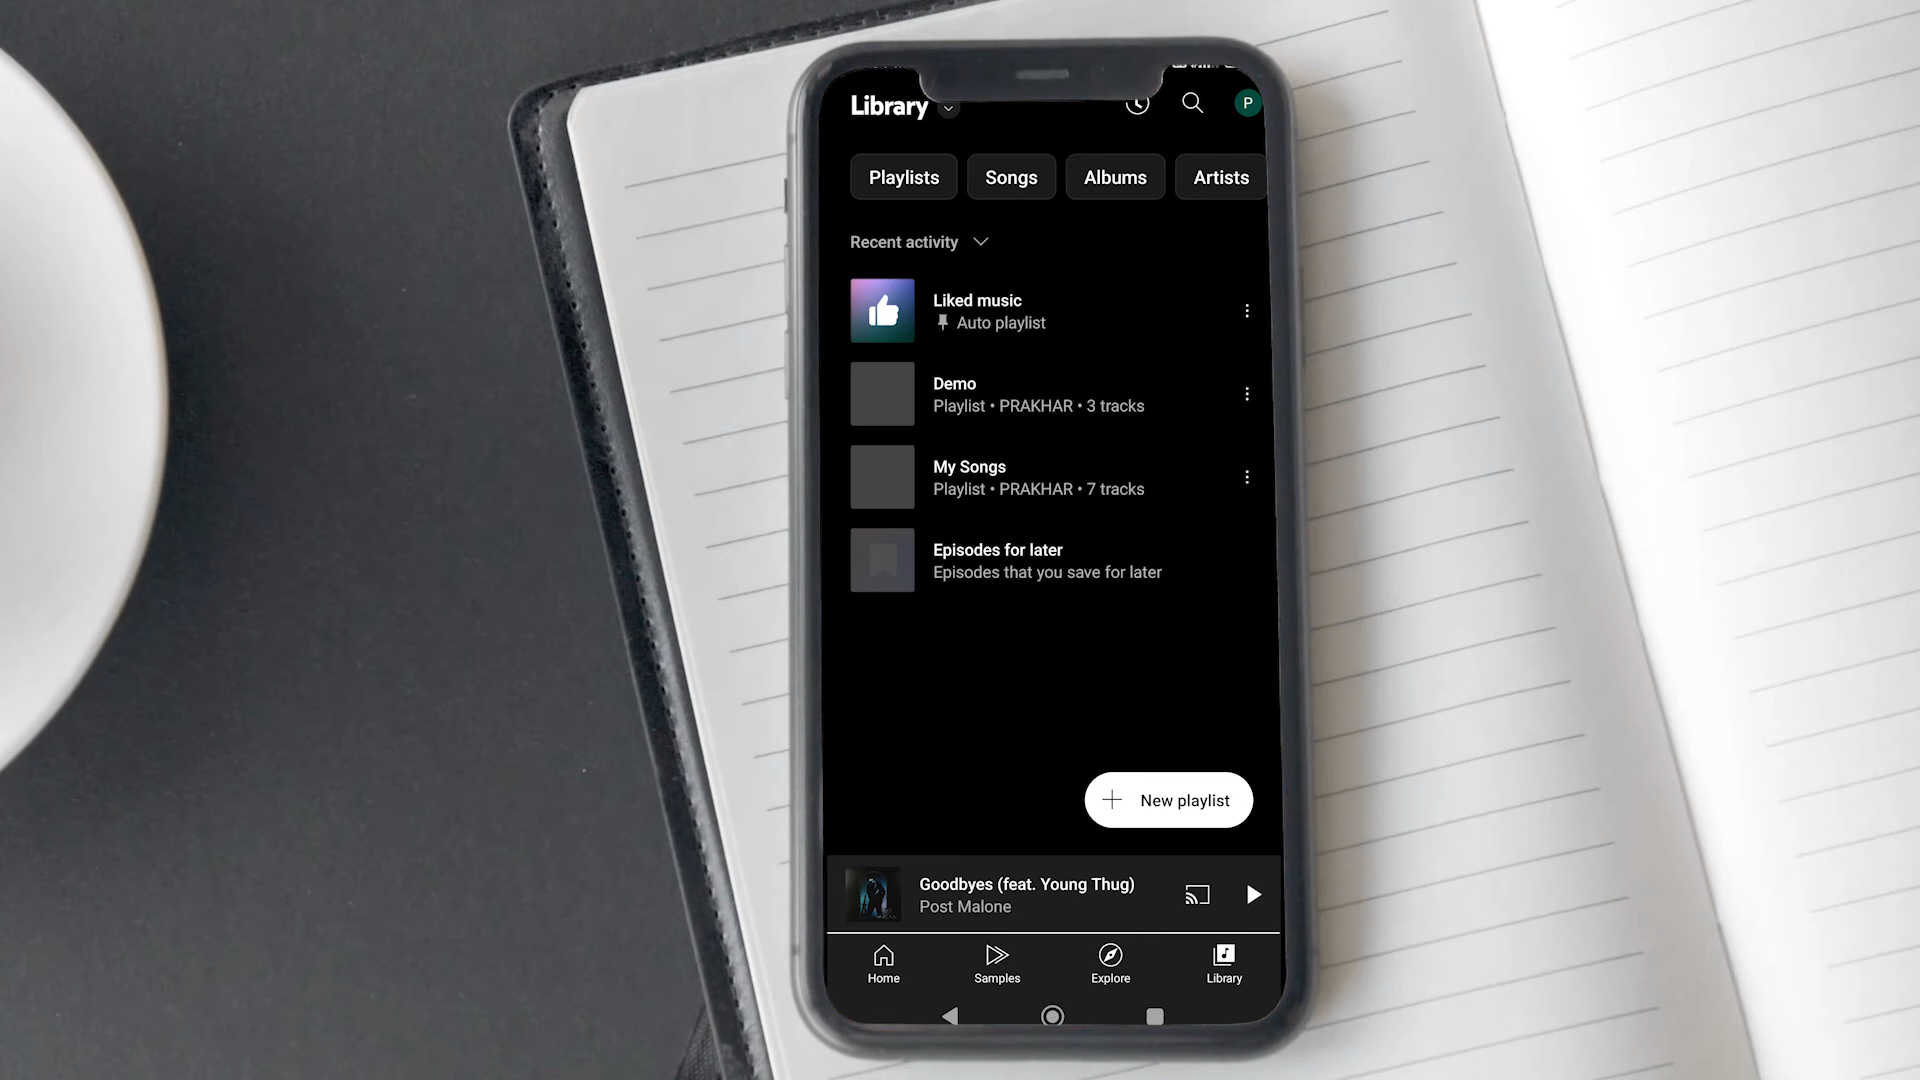 Library
P
Playlists Songs Albums Artists
Recent activity
Liked music
Auto playlist
Demo
Playlist • PRAKHAR • 3 tracks
My Songs
Playlist • PRAKHAR • 7 tracks
Episodes for later
Episodes that you save for later
New playlist
Goodbyes (feat. Young Thug)
Post Malone
Home Samples Explore Library